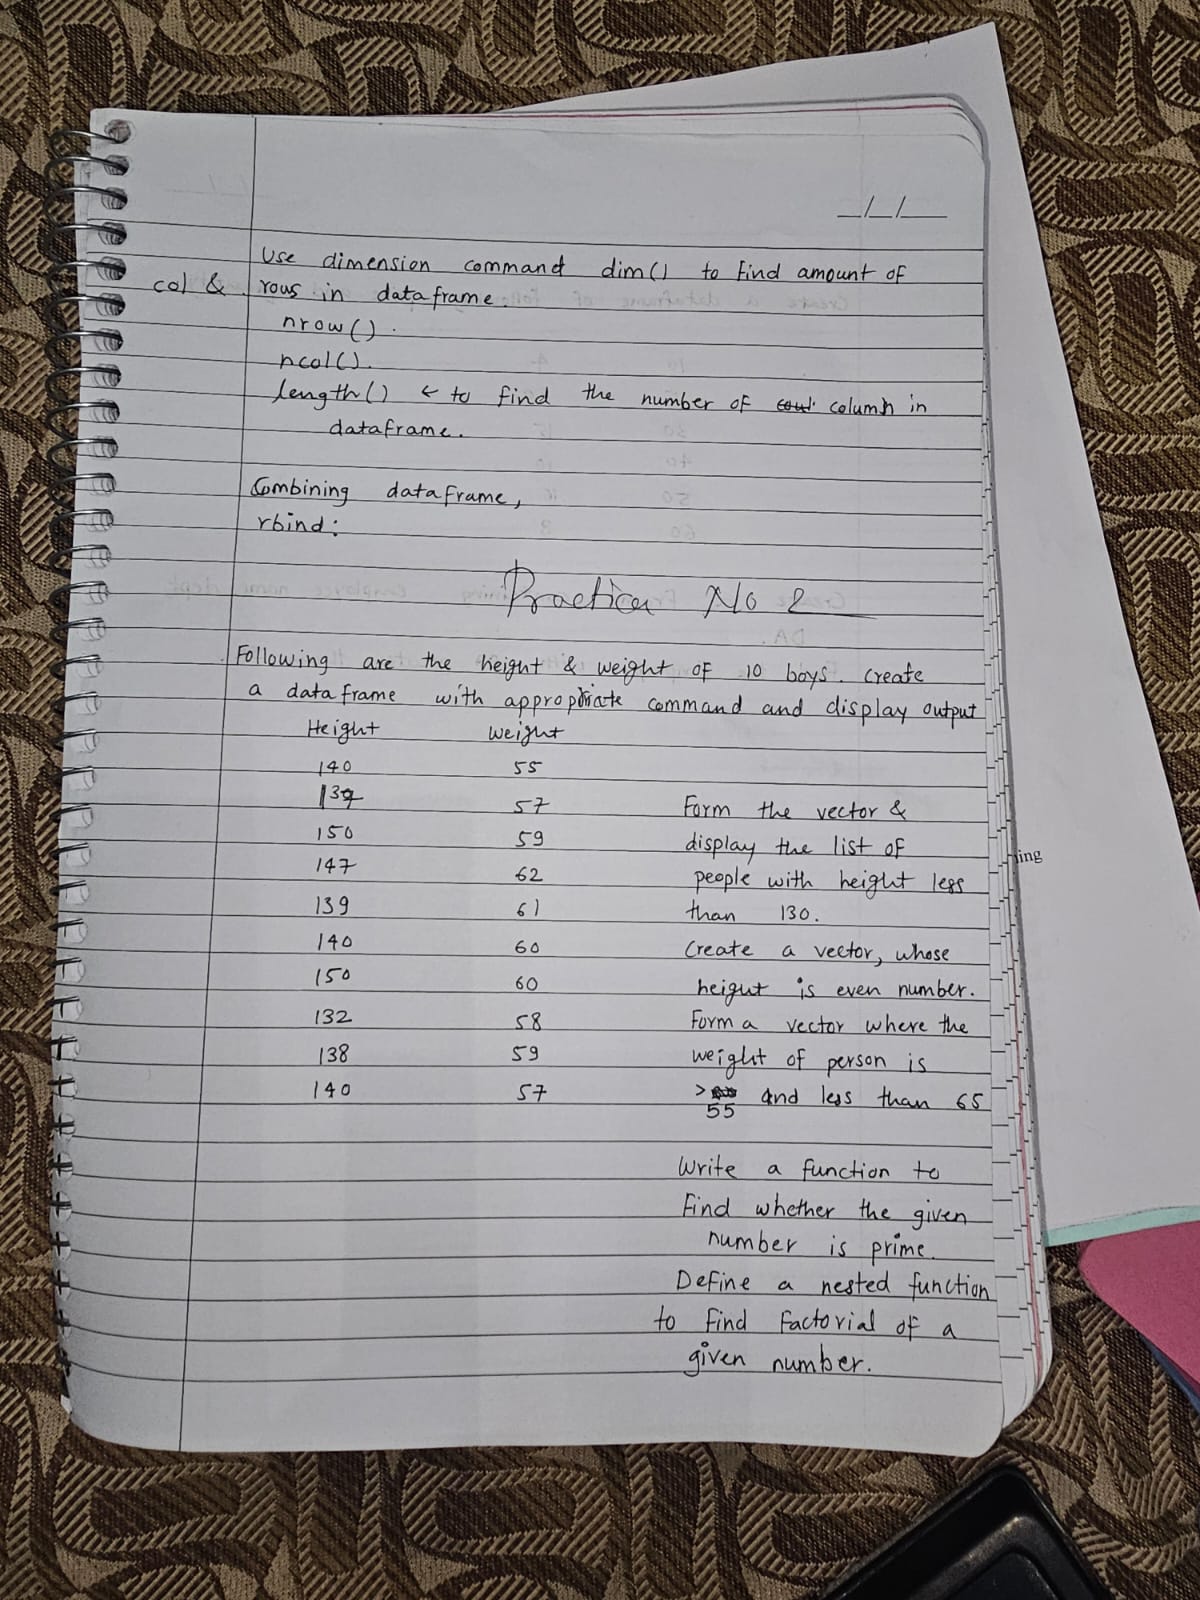 _/_/__
Use dimension command dim() to find amount of
col & rows in dataframe.
nrow().
ncol().
length() ← to find the number of column in
dataframe.
Combining dataframe,
rbind:
Practical No 2
Following are the height & weight of 10 boys. Create
a dataframe with appropriate command and display output
Height weight
140 55
57 Form the vector &
150 59 display the list of
147 62 people with height less
139 61 than 130.
140 60 Create a vector, whose
150 60 height is even number.
132 58 Form a vector where the
138 59 weight of person is
140 57 > 55 and less than 65
Write a function to
Find whether the given
number is prime.
Define a nested function
to find Factorial of a
given number.
ing